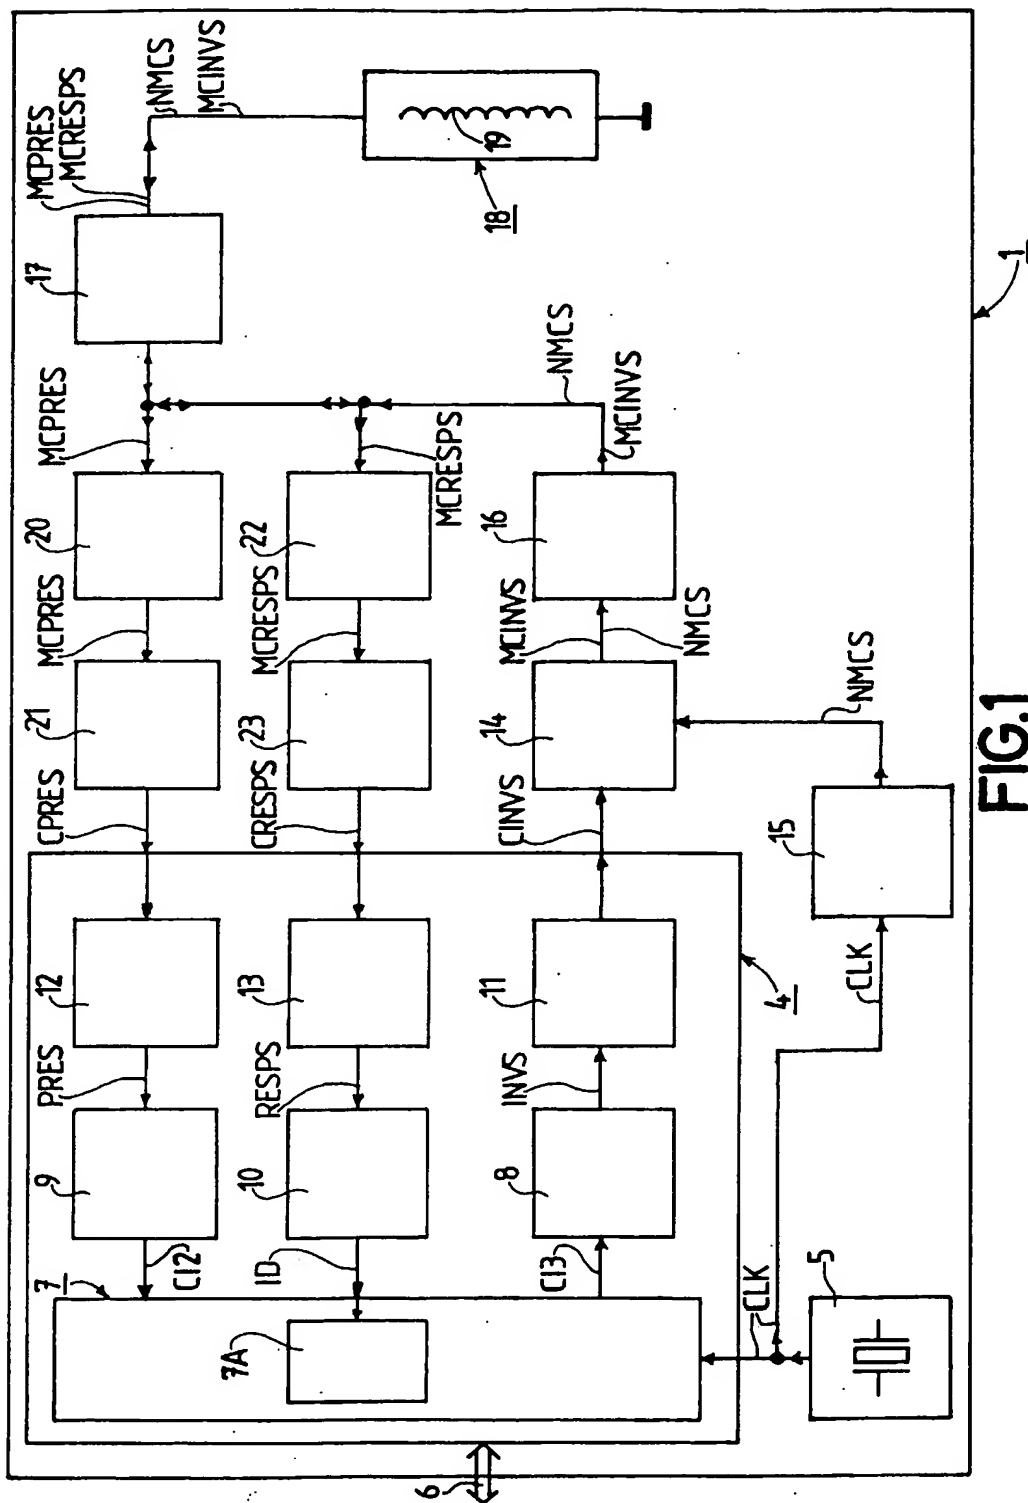 MCPRES
MCRESPS
NMCS
MCINVS
17
19
18
1
MCPRES
MCRESPS
NMCS
MCINVS
20
22
16
MCPRES
MCRESPS
MCINVS
NMCS
21
23
14
NMCS
CPRES
CRESPS
CINVS
15
FIG.1
12
13
11
4
CLK
PRES
RESPS
INVS
9
10
8
CI2
ID
CI3
7
7A
CLK
5
6